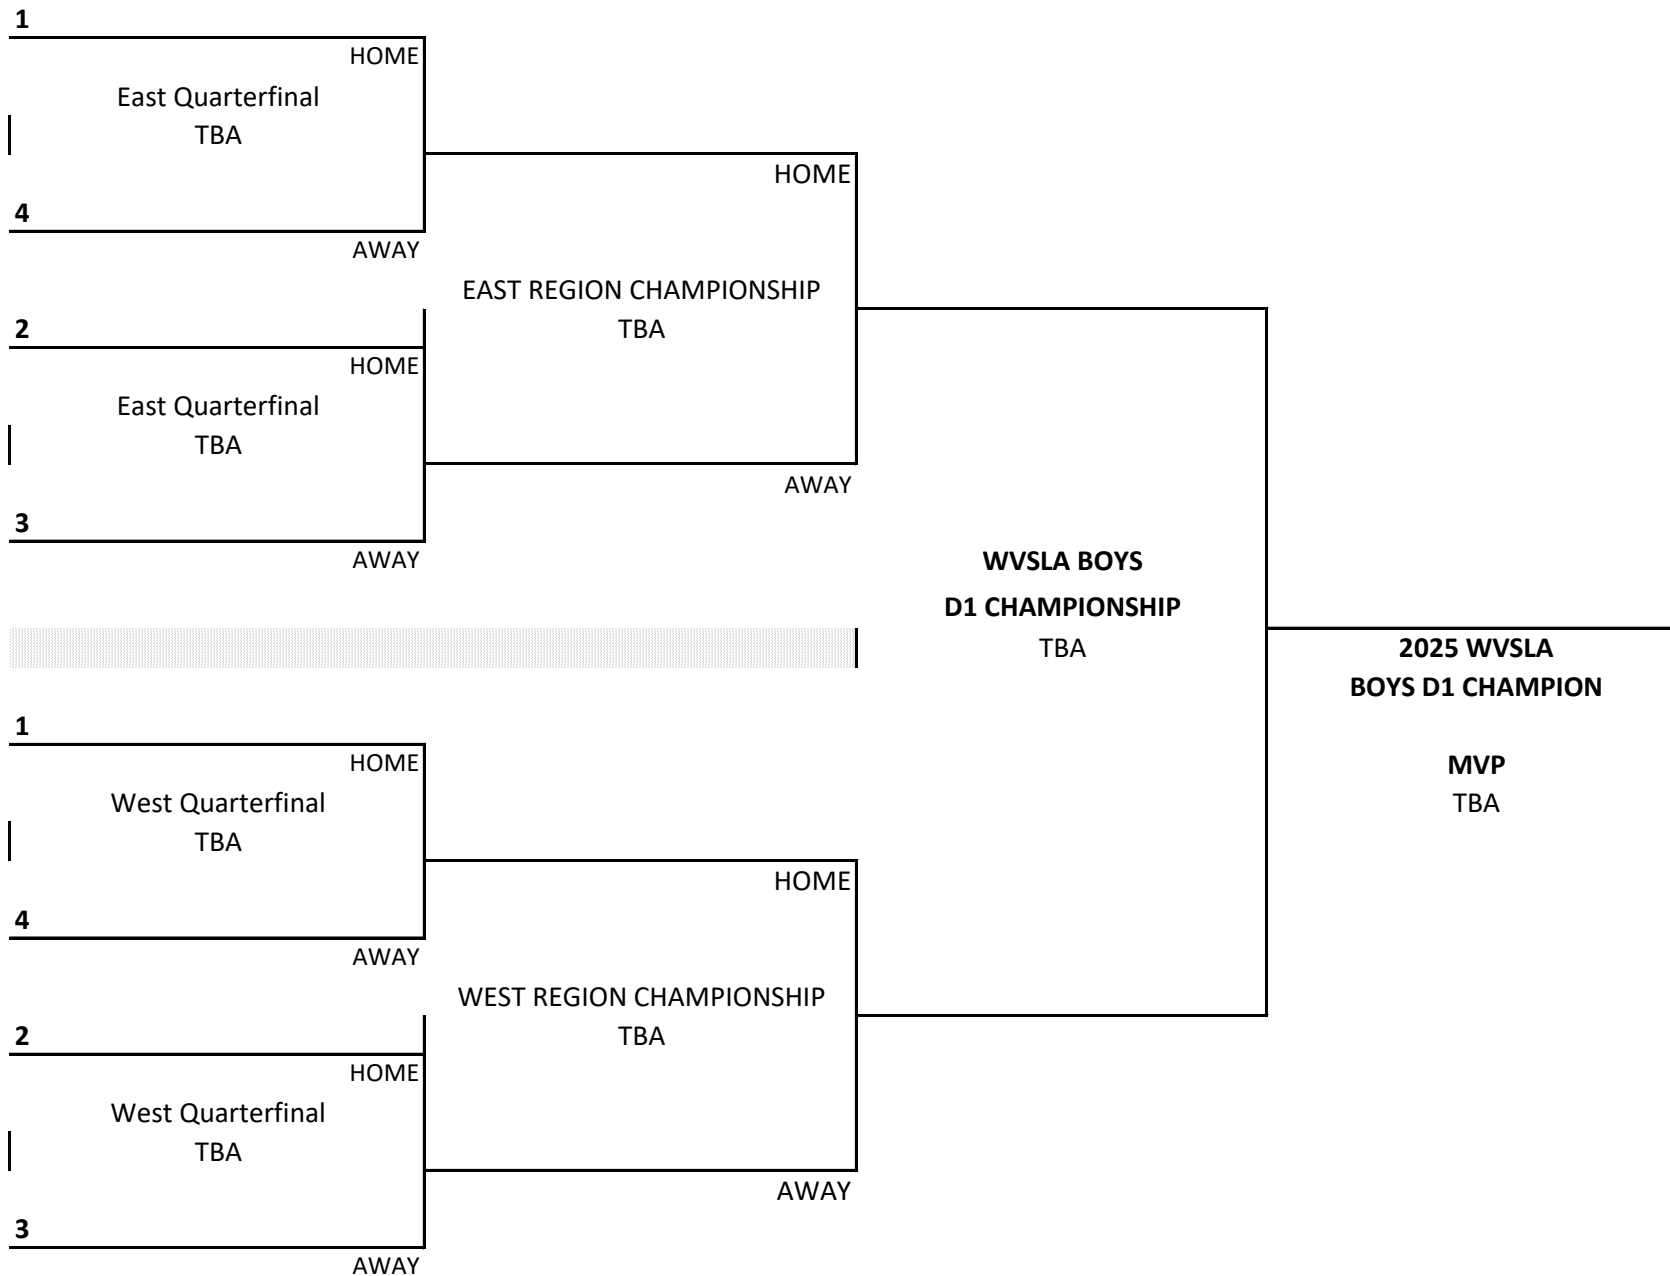 1
HOME
East Quarterfinal
TBA
4
AWAY
2
HOME
East Quarterfinal
TBA
3
AWAY
HOME
EAST REGION CHAMPIONSHIP
TBA
AWAY
1
HOME
West Quarterfinal
TBA
4
AWAY
2
HOME
West Quarterfinal
TBA
3
AWAY
HOME
WEST REGION CHAMPIONSHIP
TBA
AWAY
WVSLA BOYS
D1 CHAMPIONSHIP
TBA
2025 WVSLA
BOYS D1 CHAMPION
MVP
TBA